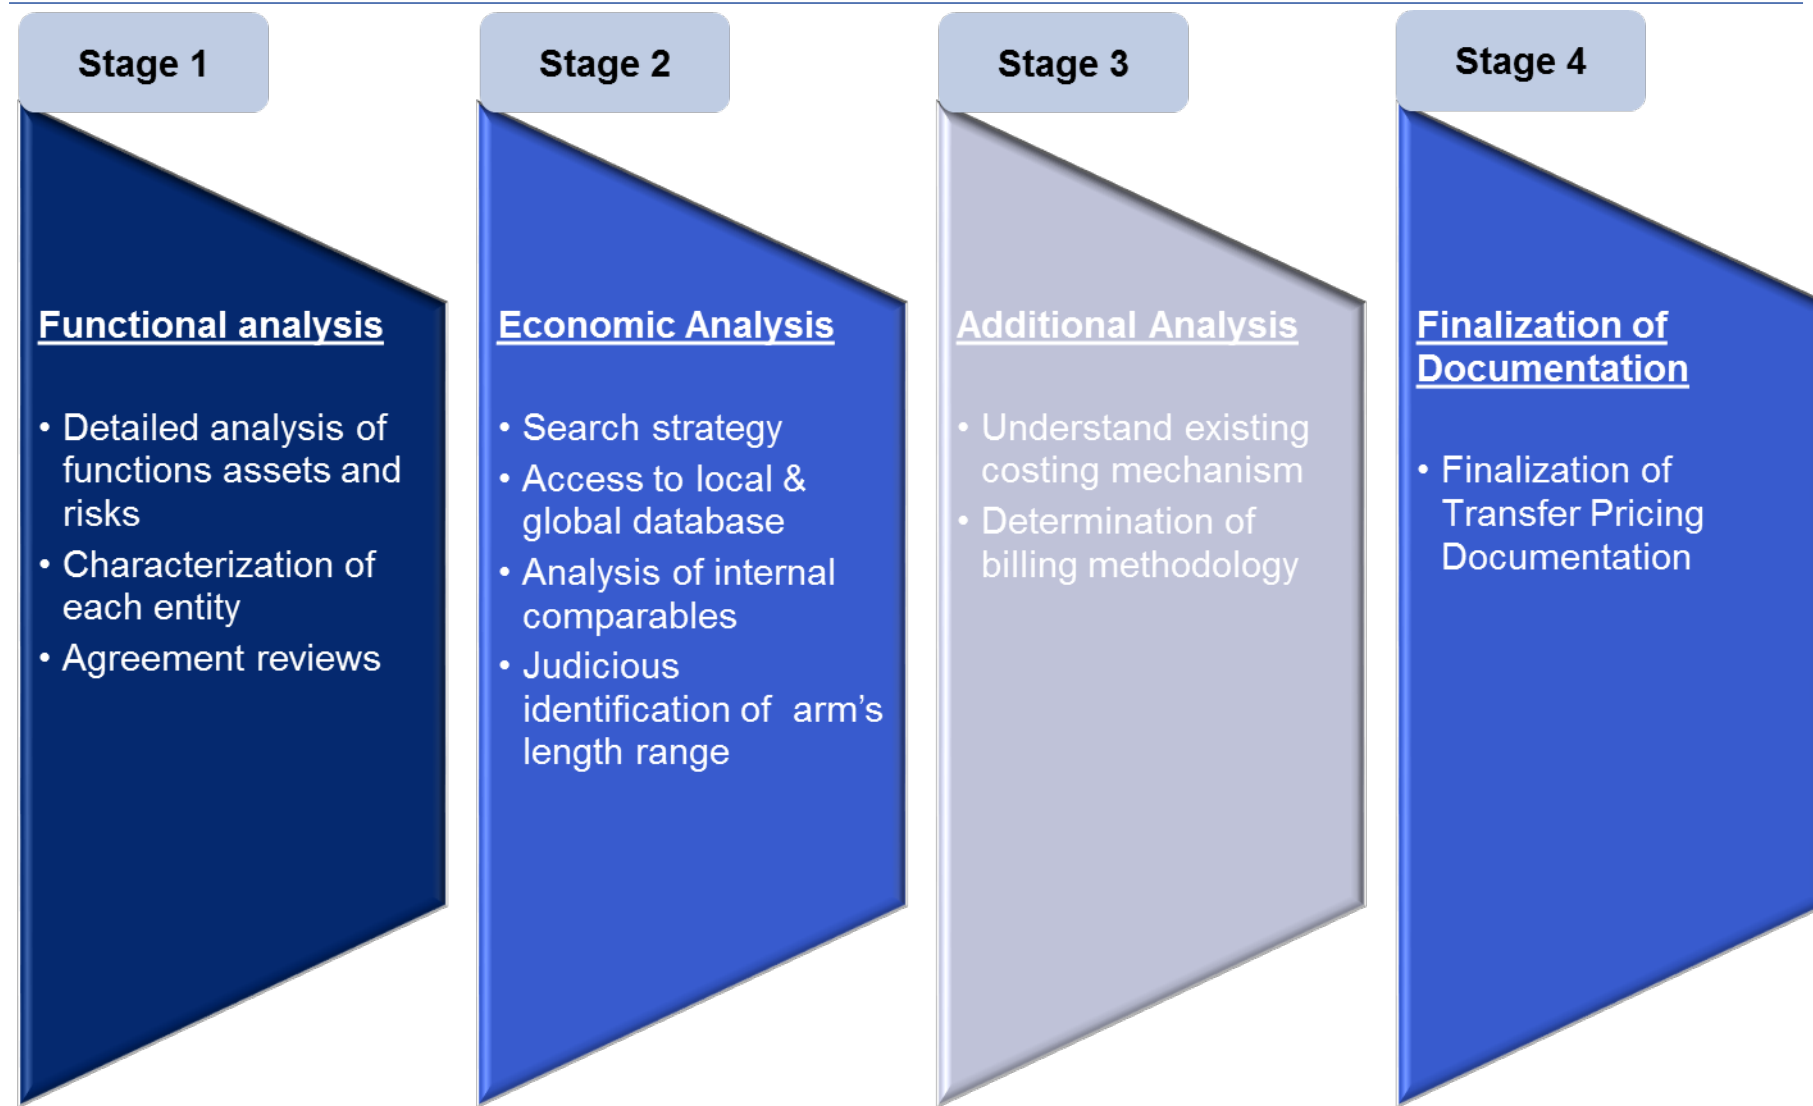 Stage 1
Functional analysis
• Detailed analysis of
functions assets and
risks
• Characterization of
each entity
• Agreement reviews
Stage 2
Economic Analysis
• Search strategy
• Access to local &
global database
• Analysis of internal
comparables
• Judicious
identification of  arm's
length range
Stage 3
Additional Analysis
• Understand existing
costing mechanism
• Determination of
billing methodology
Stage 4
Finalization of
Documentation
• Finalization of
Transfer Pricing
Documentation